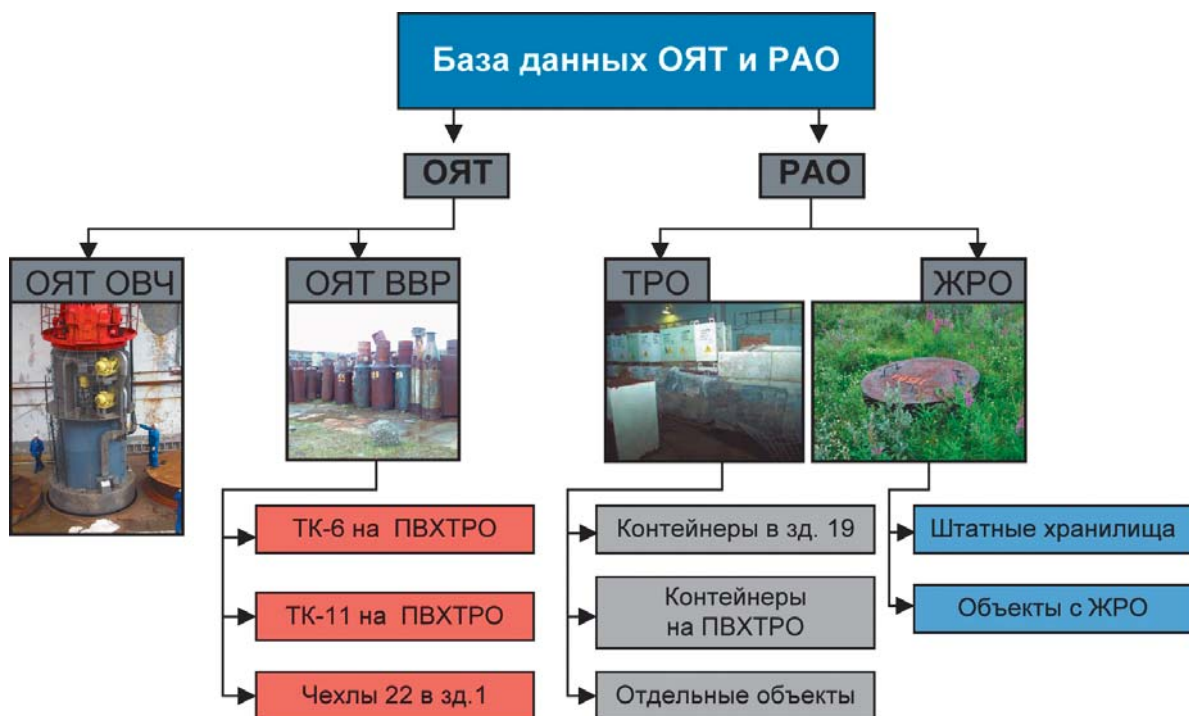 База данных ОЯТ и РАО
ОЯТ
РАО
ОЯТ ОВЧ
ОЯТ ВВР
ТРО
ЖРО
ТК-6 на ПВХТРО
ТК-11 на ПВХТРО
Чехлы 22 в зд.1
Контейнеры в зд. 19
Контейнеры
на ПВХТРО
Отдельные объекты
Штатные хранилища
Объекты с ЖРО